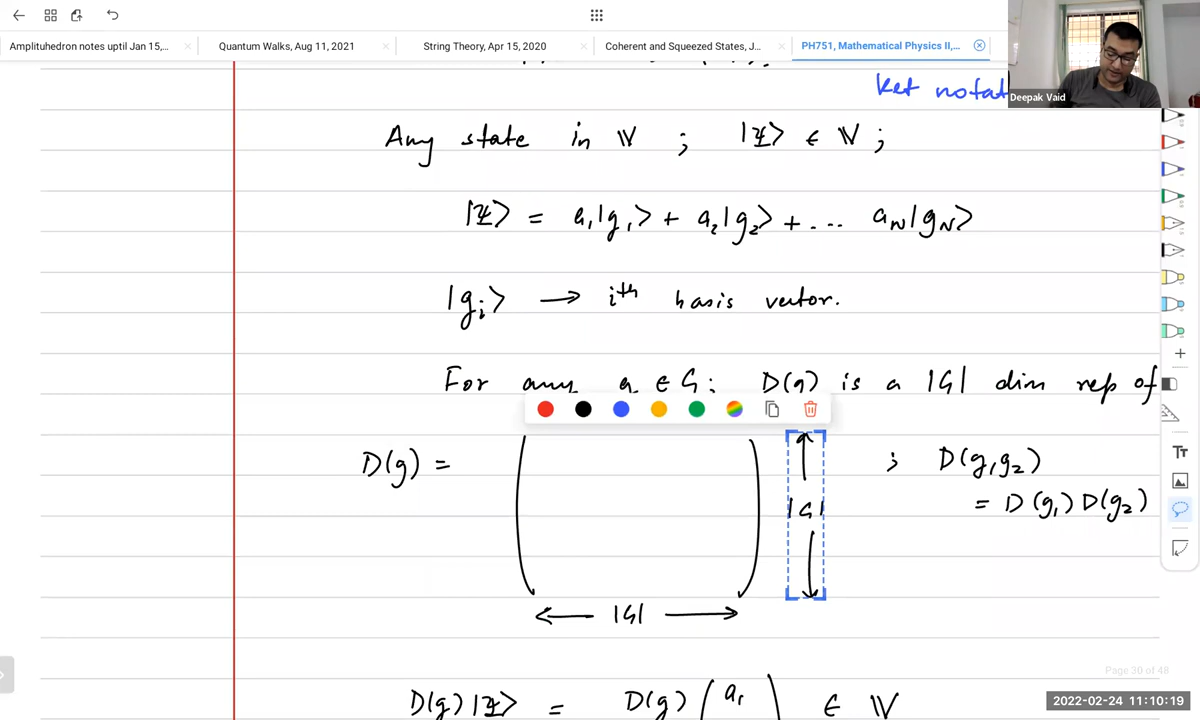 Amplituhedron notes uptil Jan 15,...
Quantum Walks, Aug 11, 2021
String Theory, Apr 15, 2020
Coherent and Squeezed States, J...
PH751, Mathematical Physics II,...
Deepak Vaid
ket notat
Any state in 𝕍 ; |Ψ> ∈ 𝕍 ;
|Ψ> = a₁|g₁> + a₂|g₂> + .... a_N|g_N>
|gᵢ> → iᵗʰ basis vector.
For any g ∈ G: D(g) is a |G| dim rep of
D(g) =
|G|
; D(g₁g₂)
= D(g₁) D(g₂)
← |G| →
Tт
Page 30 of 48
D(g)|Ψ> = D(g) ( a₁ ) ∈ 𝕍
2022-02-24 11:10:19